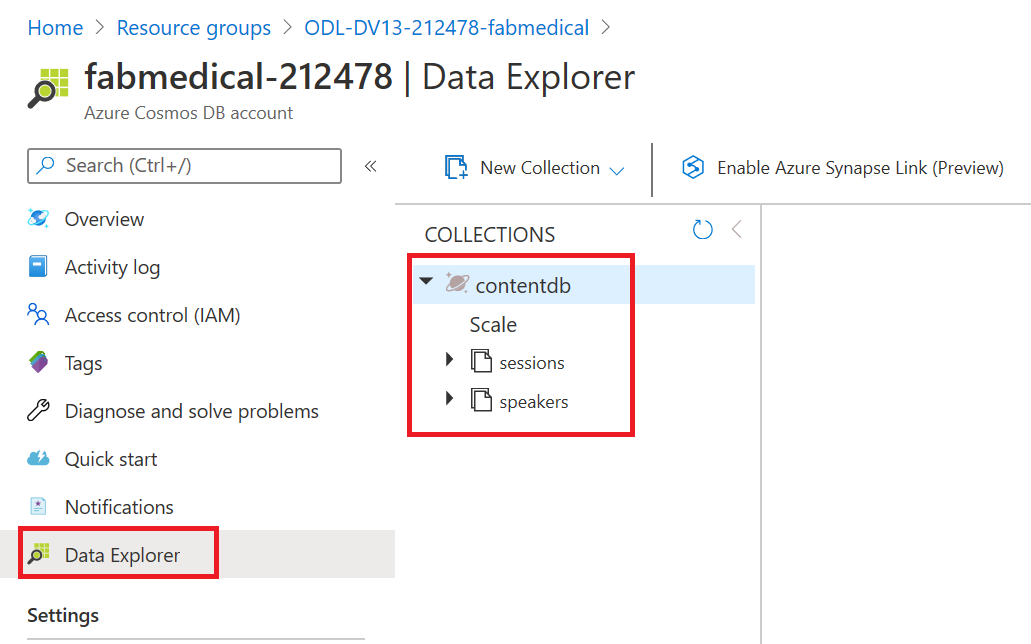 Home > Resource groups > ODL-DV13-212478-fabmedical >
fabmedical-212478 | Data Explorer
Azure Cosmos DB account
Search (Ctrl+/)
«
Overview
Activity log
Access control (IAM)
Tags
Diagnose and solve problems
Quick start
Notifications
Data Explorer
Settings
New Collection
Enable Azure Synapse Link (Preview)
COLLECTIONS
contentdb
Scale
sessions
speakers